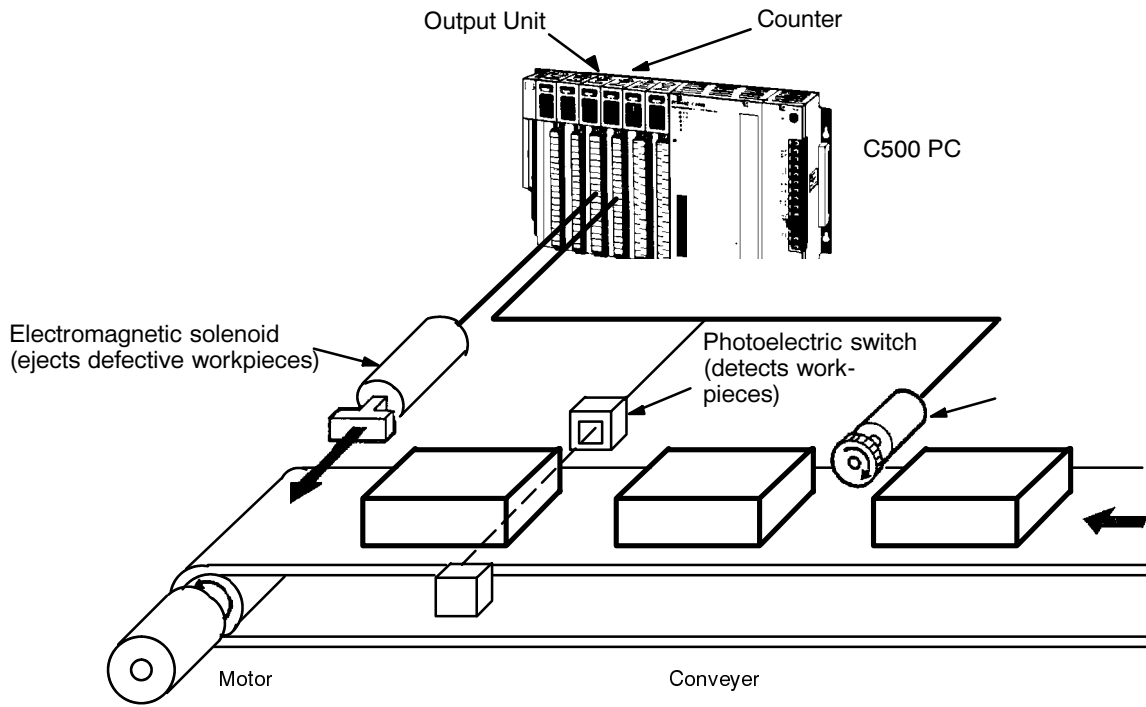 Output Unit
Counter
C500 PC
Electromagnetic solenoid
(ejects defective workpieces)
Photoelectric switch
(detects work-
pieces)
Motor
Conveyer